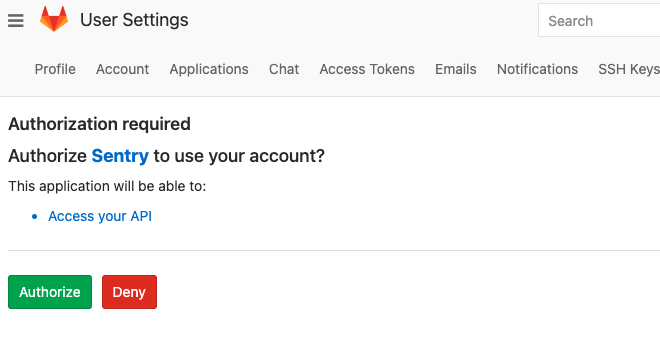 User Settings
Search
Profile Account Applications Chat Access Tokens Emails Notifications SSH Keys
Authorization required
Authorize Sentry to use your account?
This application will be able to:
• Access your API
Authorize Deny